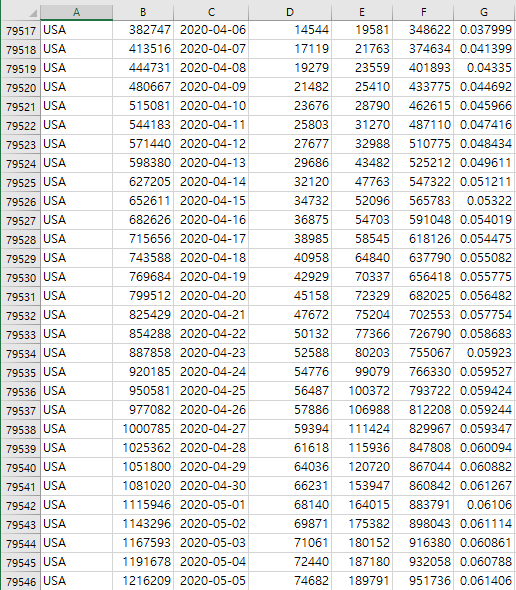 A B C D E F G
79517 USA 382747 2020-04-06 14544 19581 348622 0.037999
79518 USA 413516 2020-04-07 17119 21763 374634 0.041399
79519 USA 444731 2020-04-08 19279 23559 401893 0.04335
79520 USA 480667 2020-04-09 21482 25410 433775 0.044692
79521 USA 515081 2020-04-10 23676 28790 462615 0.045966
79522 USA 544183 2020-04-11 25803 31270 487110 0.047416
79523 USA 571440 2020-04-12 27677 32988 510775 0.048434
79524 USA 598380 2020-04-13 29686 43482 525212 0.049611
79525 USA 627205 2020-04-14 32120 47763 547322 0.051211
79526 USA 652611 2020-04-15 34732 52096 565783 0.05322
79527 USA 682626 2020-04-16 36875 54703 591048 0.054019
79528 USA 715656 2020-04-17 38985 58545 618126 0.054475
79529 USA 743588 2020-04-18 40958 64840 637790 0.055082
79530 USA 769684 2020-04-19 42929 70337 656418 0.055775
79531 USA 799512 2020-04-20 45158 72329 682025 0.056482
79532 USA 825429 2020-04-21 47672 75204 702553 0.057754
79533 USA 854288 2020-04-22 50132 77366 726790 0.058683
79534 USA 887858 2020-04-23 52588 80203 755067 0.05923
79535 USA 920185 2020-04-24 54776 99079 766330 0.059527
79536 USA 950581 2020-04-25 56487 100372 793722 0.059424
79537 USA 977082 2020-04-26 57886 106988 812208 0.059244
79538 USA 1000785 2020-04-27 59394 111424 829967 0.059347
79539 USA 1025362 2020-04-28 61618 115936 847808 0.060094
79540 USA 1051800 2020-04-29 64036 120720 867044 0.060882
79541 USA 1081020 2020-04-30 66231 153947 860842 0.061267
79542 USA 1115946 2020-05-01 68140 164015 883791 0.06106
79543 USA 1143296 2020-05-02 69871 175382 898043 0.061114
79544 USA 1167593 2020-05-03 71061 180152 916380 0.060861
79545 USA 1191678 2020-05-04 72440 187180 932058 0.060788
79546 USA 1216209 2020-05-05 74682 189791 951736 0.061406